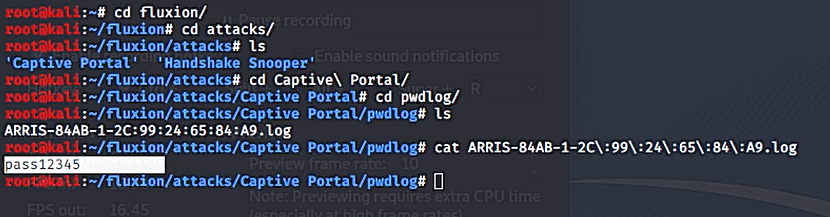 root@kali:~# cd fluxion/
root@kali:~/fluxion# cd attacks/
root@kali:~/fluxion/attacks# ls
'Captive Portal' 'Handshake Snooper'
root@kali:~/fluxion/attacks# cd Captive\ Portal/
root@kali:~/fluxion/attacks/Captive Portal# cd pwdlog/
root@kali:~/fluxion/attacks/Captive Portal/pwdlog# ls
ARRIS-84AB-1-2C:99:24:65:84:A9.log
root@kali:~/fluxion/attacks/Captive Portal/pwdlog# cat ARRIS-84AB-1-2C\:99\:24\:65\:84\:A9.log
pass12345
root@kali:~/fluxion/attacks/Captive Portal/pwdlog#
Pause recording
Enable sound notifications
R
Preview frame rate: 10
Note: Previewing requires extra CPU time
FPS out: 16.45
(especially at high frame rates)